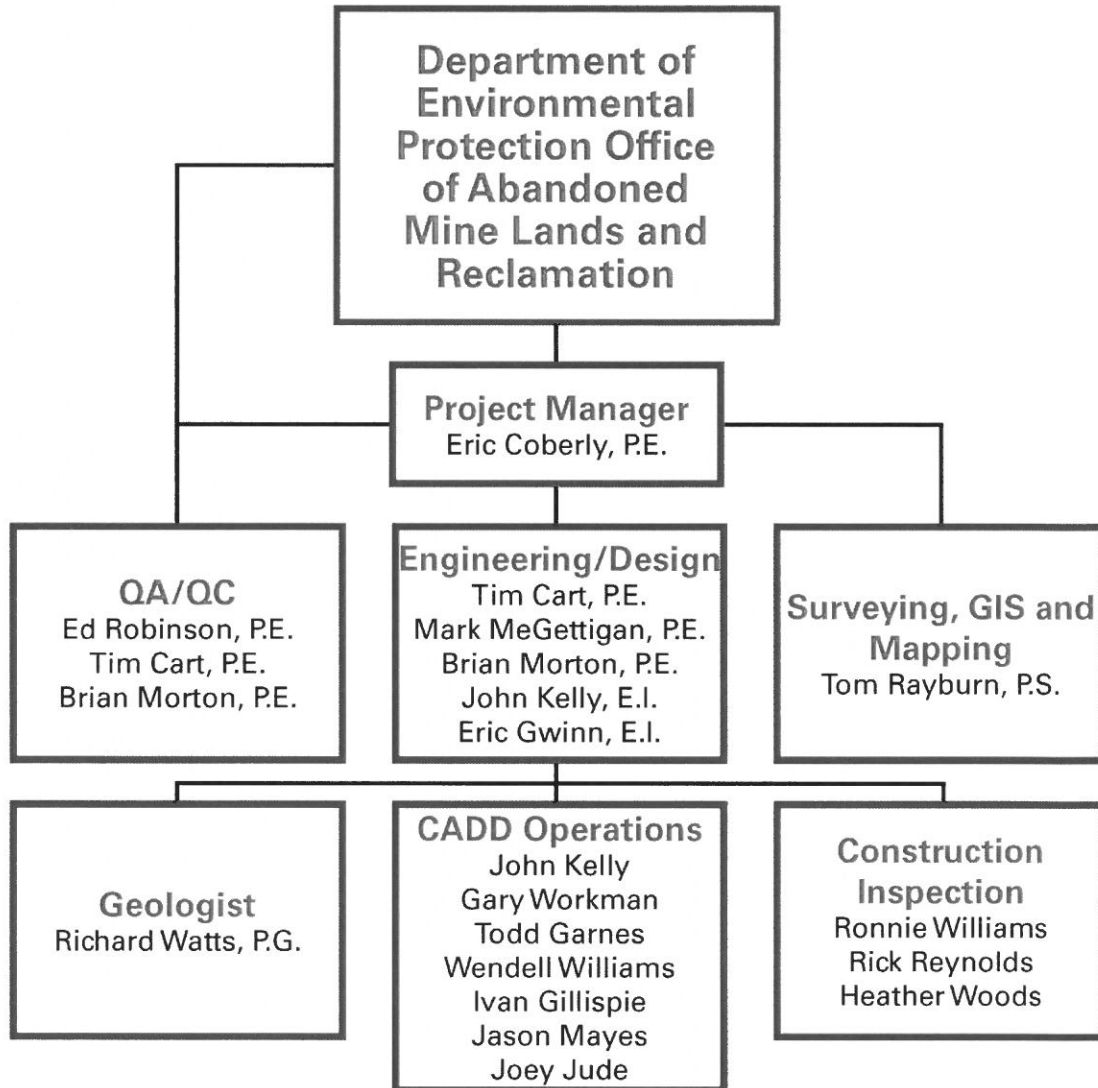 Department of
Environmental
Protection Office
of Abandoned
Mine Lands and
Reclamation
Project Manager
Eric Coberly, P.E.
QA/QC
Ed Robinson, P.E.
Tim Cart, P.E.
Brian Morton, P.E.
Engineering/Design
Tim Cart, P.E.
Mark MeGettigan, P.E.
Brian Morton, P.E.
John Kelly, E.I.
Eric Gwinn, E.I.
Surveying, GIS and
Mapping
Tom Rayburn, P.S.
Geologist
Richard Watts, P.G.
CADD Operations
John Kelly
Gary Workman
Todd Garnes
Wendell Williams
Ivan Gillispie
Jason Mayes
Joey Jude
Construction
Inspection
Ronnie Williams
Rick Reynolds
Heather Woods